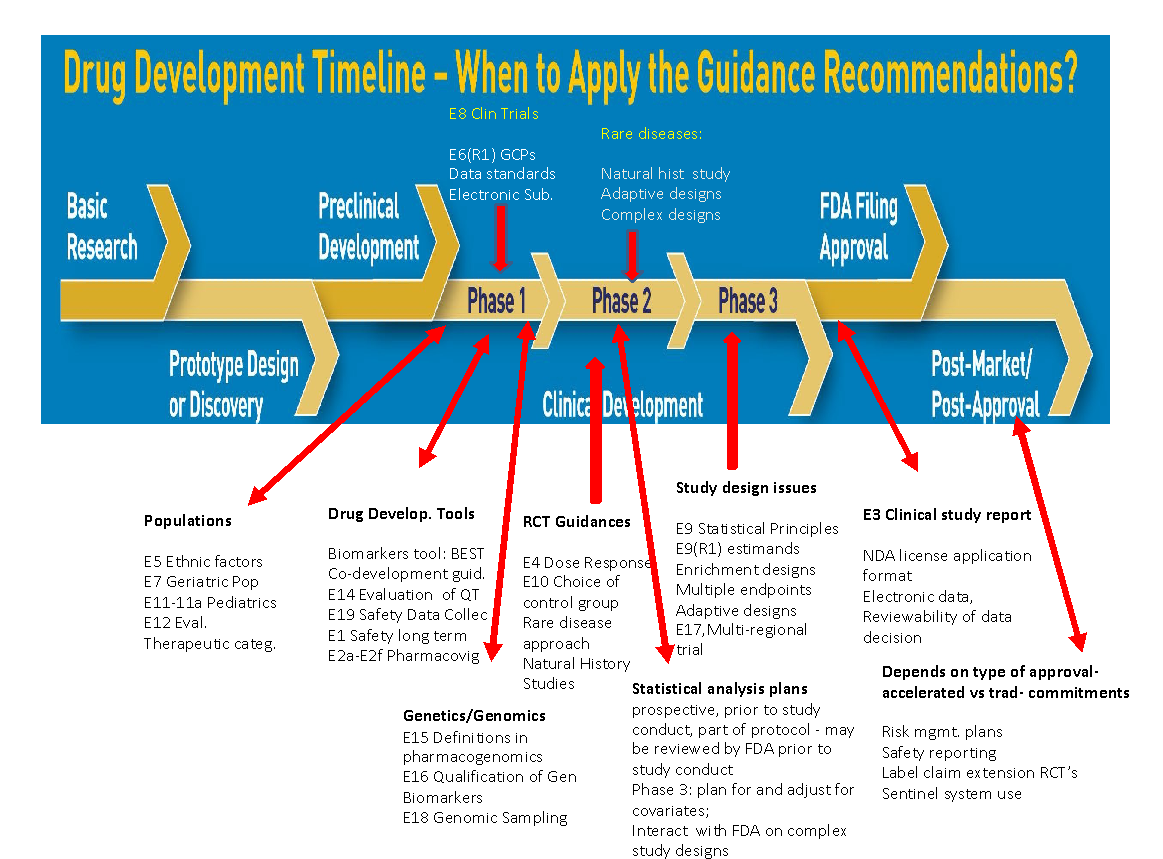 Drug Development Timeline – When to Apply the Guidance Recommendations?
E8 Clin Trials
E6(R1) GCPs
Data standards
Electronic Sub.
Rare diseases:
Natural hist study
Adaptive designs
Complex designs
Basic
Research
Preclinical
Development
FDA Filing
Approval
Phase 1
Phase 2
Phase 3
Prototype Design
or Discovery
Clinical Development
Post-Market/
Post-Approval
Populations
E5 Ethnic factors
E7 Geriatric Pop
E11-11a Pediatrics
E12 Eval.
Therapeutic categ.
Drug Develop. Tools
Biomarkers tool: BEST
Co-development guid.
E14 Evaluation of QT
E19 Safety Data Collec
E1 Safety long term
E2a-E2f Pharmacovig
Genetics/Genomics
E15 Definitions in
pharmacogenomics
E16 Qualification of Gen
Biomarkers
E18 Genomic Sampling
RCT Guidances
E4 Dose Response
E10 Choice of
control group
Rare disease
approach
Natural History
Studies
Study design issues
E9 Statistical Principles
E9(R1) estimands
Enrichment designs
Multiple endpoints
Adaptive designs
E17,Multi-regional
trial
Statistical analysis plans
prospective, prior to study
conduct, part of protocol - may
be reviewed by FDA prior to
study conduct
Phase 3: plan for and adjust for
covariates;
Interact with FDA on complex
study designs
E3 Clinical study report
NDA license application
format
Electronic data,
Reviewability of data
decision
Depends on type of approval-
accelerated vs trad- commitments
Risk mgmt. plans
Safety reporting
Label claim extension RCT's
Sentinel system use